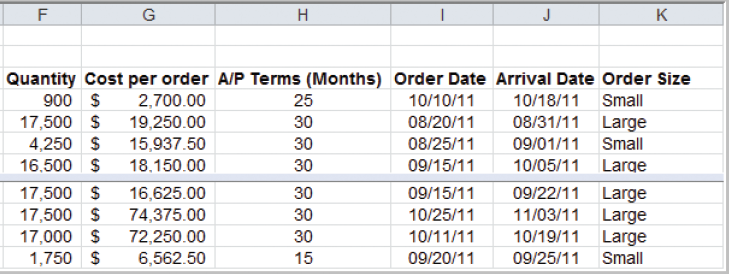 F G H I J K
Quantity Cost per order A/P Terms (Months) Order Date Arrival Date Order Size
900 $ 2,700.00 25 10/10/11 10/18/11 Small
17,500 $ 19,250.00 30 08/20/11 08/31/11 Large
4,250 $ 15,937.50 30 08/25/11 09/01/11 Small
16,500 $ 18,150.00 30 09/15/11 10/05/11 Large
17,500 $ 16,625.00 30 09/15/11 09/22/11 Large
17,500 $ 74,375.00 30 10/25/11 11/03/11 Large
17,000 $ 72,250.00 30 10/11/11 10/19/11 Large
1,750 $ 6,562.50 15 09/20/11 09/25/11 Small